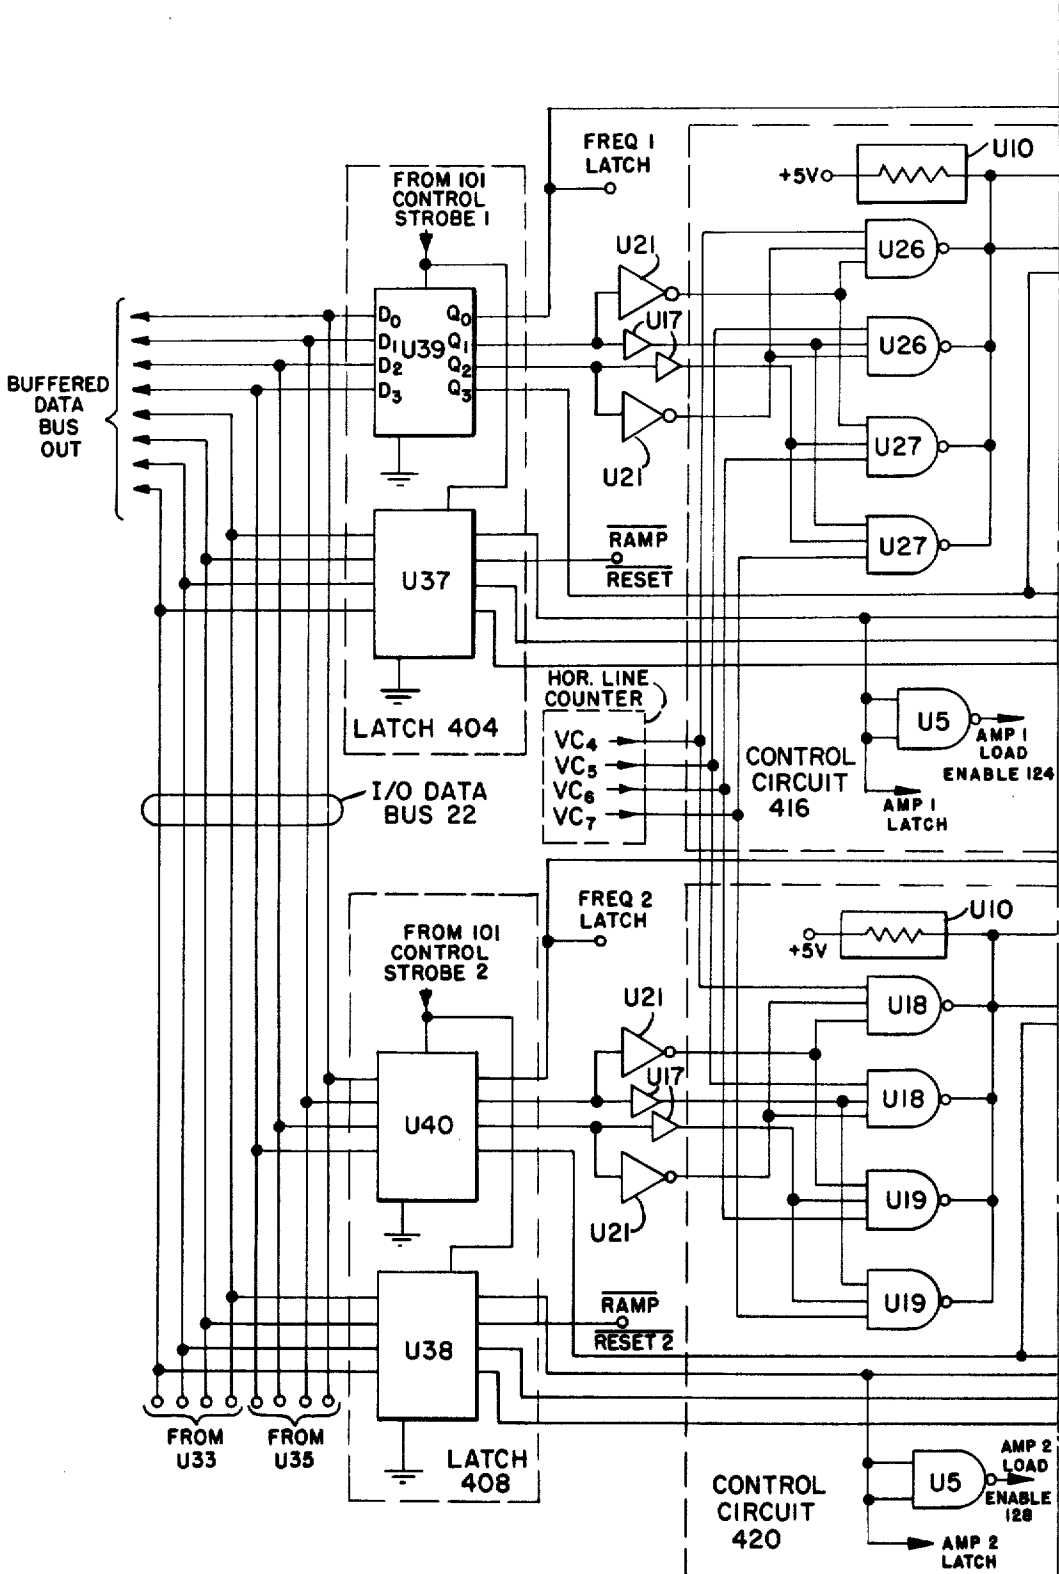 FREQ 1
LATCH
U10
+5V
FROM 101
CONTROL
STROBE 1
U26
U21
U17
D0
Q0
D1
U39
Q1
D2
Q2
D3
Q3
U26
BUFFERED
DATA
BUS
OUT
U27
U21
U27
RAMP
RESET
U37
HOR. LINE
COUNTER
LATCH 404
VC4
VC5
VC6
VC7
U5
AMP 1
LOAD
ENABLE 124
CONTROL
CIRCUIT
416
AMP 1
LATCH
I/O DATA
BUS 22
FREQ 2
LATCH
U10
+5V
FROM 101
CONTROL
STROBE 2
U18
U21
U17
U18
U40
U19
U21
U19
RAMP
RESET 2
U38
FROM
U33
FROM
U35
LATCH
408
CONTROL
CIRCUIT
420
U5
AMP 2
LOAD
ENABLE
128
AMP 2
LATCH